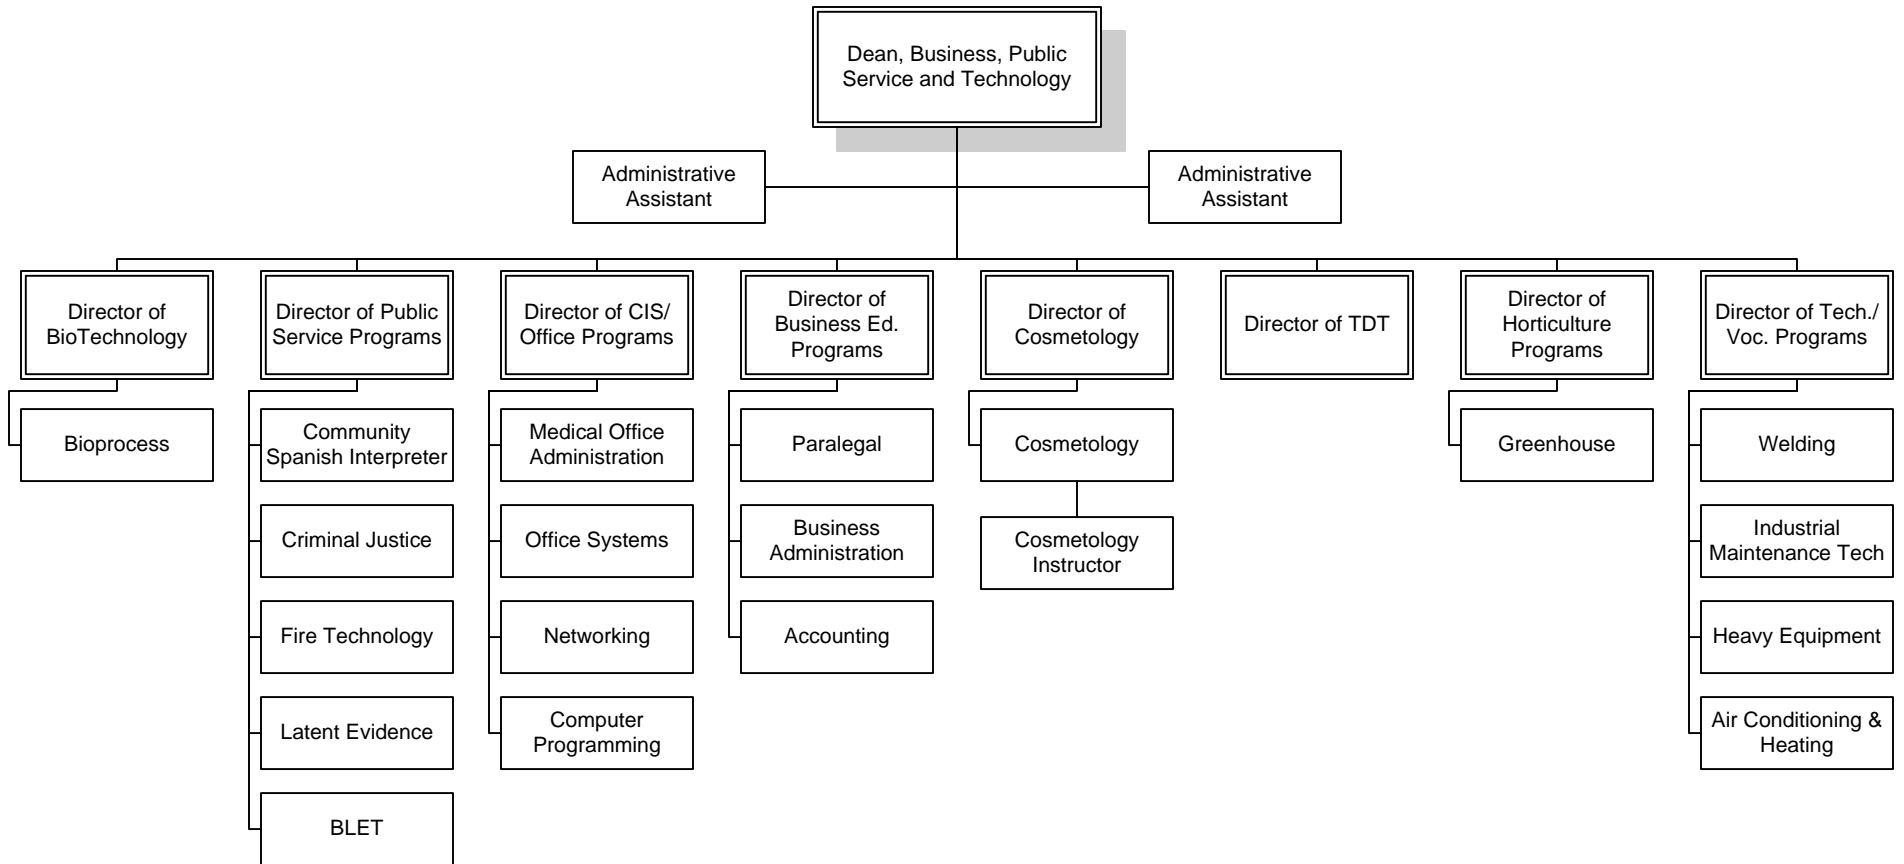 Dean, Business, Public
Service and Technology
Administrative
Assistant
Administrative
Assistant
Director of
BioTechnology
Director of Public
Service Programs
Director of CIS/
Office Programs
Director of
Business Ed.
Programs
Director of
Cosmetology
Director of TDT
Director of
Horticulture
Programs
Director of Tech./
Voc. Programs
Bioprocess
Community
Spanish Interpreter
Criminal Justice
Fire Technology
Latent Evidence
BLET
Medical Office
Administration
Office Systems
Networking
Computer
Programming
Paralegal
Business
Administration
Accounting
Cosmetology
Cosmetology
Instructor
Greenhouse
Welding
Industrial
Maintenance Tech
Heavy Equipment
Air Conditioning &
Heating